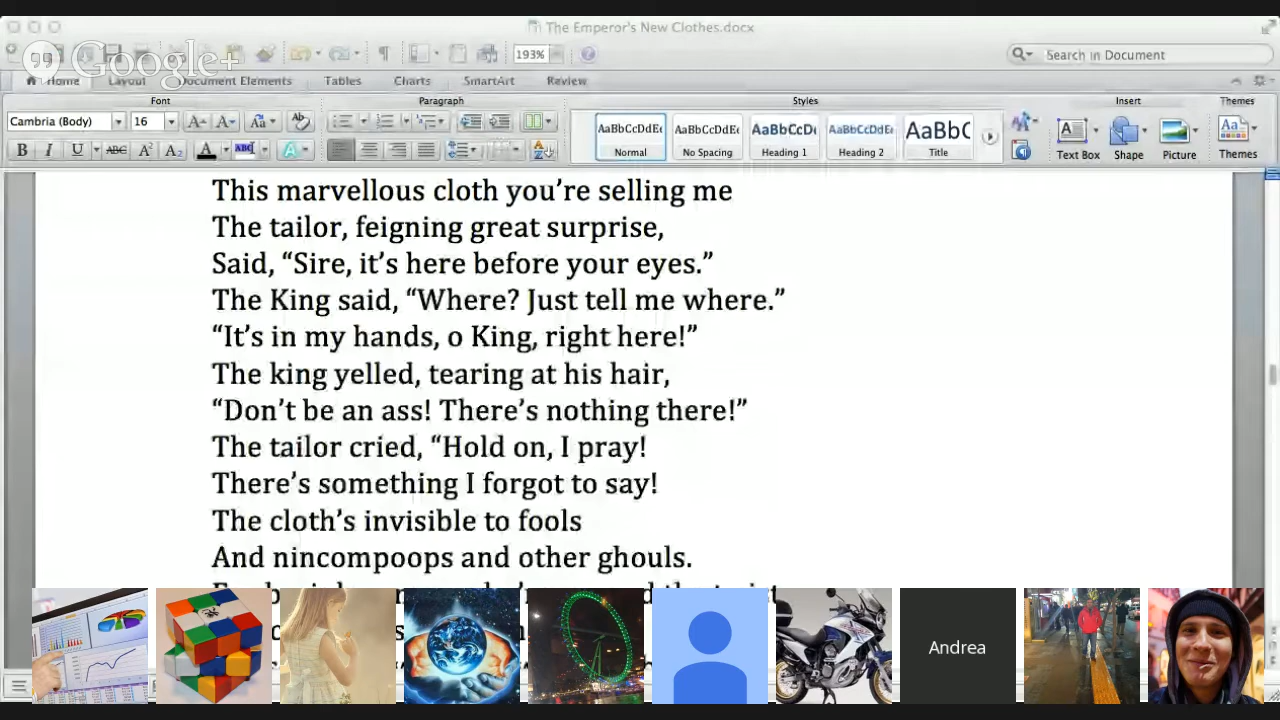 The Emperor's New Clothes.docx
Google+
193%
Search in Document
Home Layout Document Elements Tables Charts SmartArt Review
Font Paragraph Styles Insert Themes
Cambria (Body) 16
AaBbCcDdEe AaBbCcDdEe AaBbCcDt AaBbCcDdEe AaBbC
Normal No Spacing Heading 1 Heading 2 Title
Text Box Shape Picture Themes
This marvellous cloth you’re selling me
The tailor, feigning great surprise,
Said, “Sire, it’s here before your eyes.”
The King said, “Where? Just tell me where.”
“It’s in my hands, o King, right here!”
The king yelled, tearing at his hair,
“Don’t be an ass! There’s nothing there!”
The tailor cried, “Hold on, I pray!
There’s something I forgot to say!
The cloth’s invisible to fools
And nincompoops and other ghouls.
Andrea